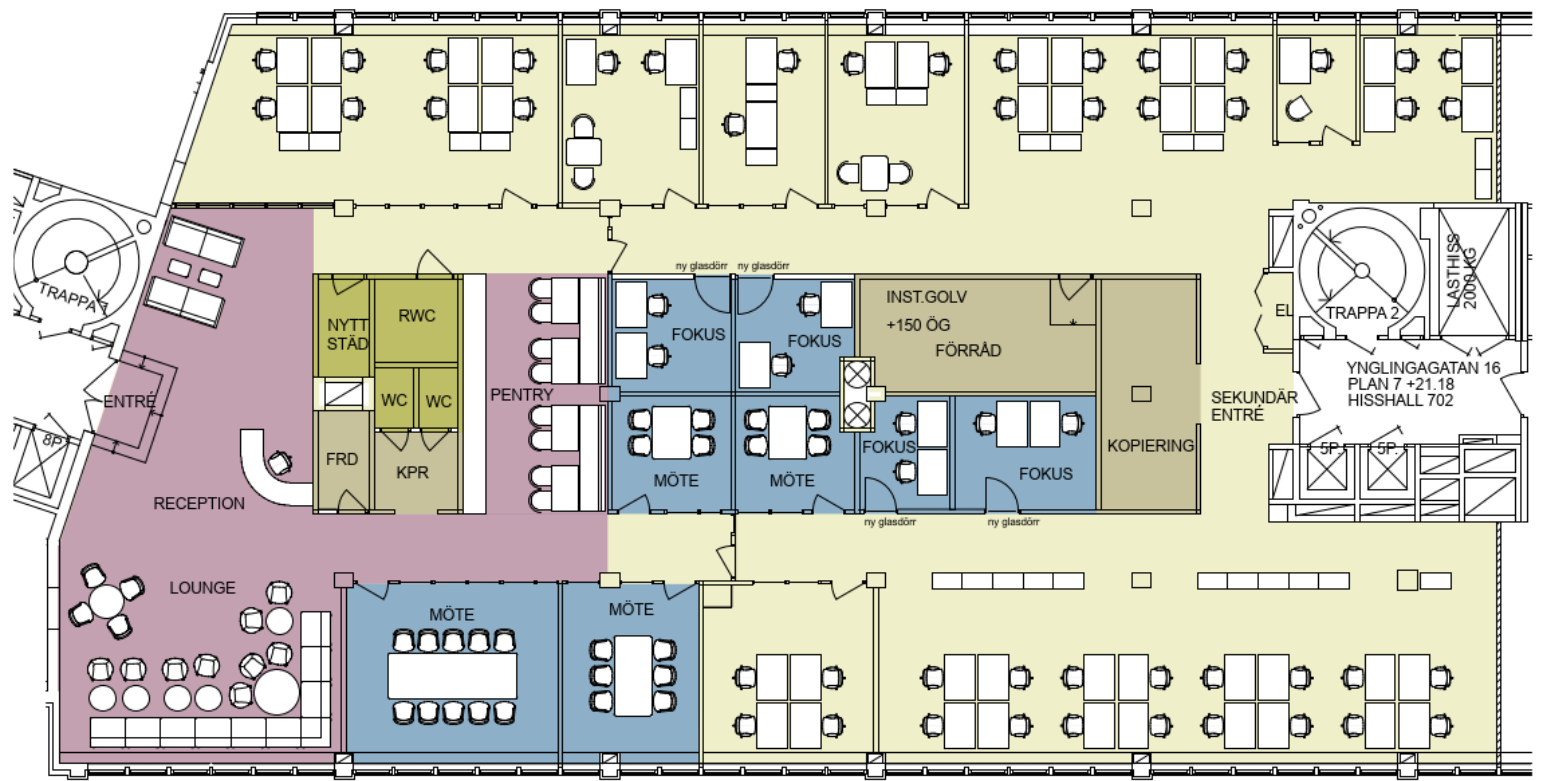 ny glasdörr
ny glasdörr
LASTHISS
2000 KG
TRAPPA 1
NYTT
STÄD
RWC
FOKUS
FOKUS
INST.GOLV
+150 ÖG
FÖRRÅD
EL
TRAPPA 2
YNGLINGAGATAN 16
PLAN 7 +21.18
HISSHALL 702
ENTRÉ
WC
WC
PENTRY
SEKUNDÄR
ENTRÉ
8P.
FRD
KPR
FOKUS
KOPIERING
5P.
5P.
MÖTE
MÖTE
FOKUS
RECEPTION
ny glasdörr
ny glasdörr
LOUNGE
MÖTE
MÖTE